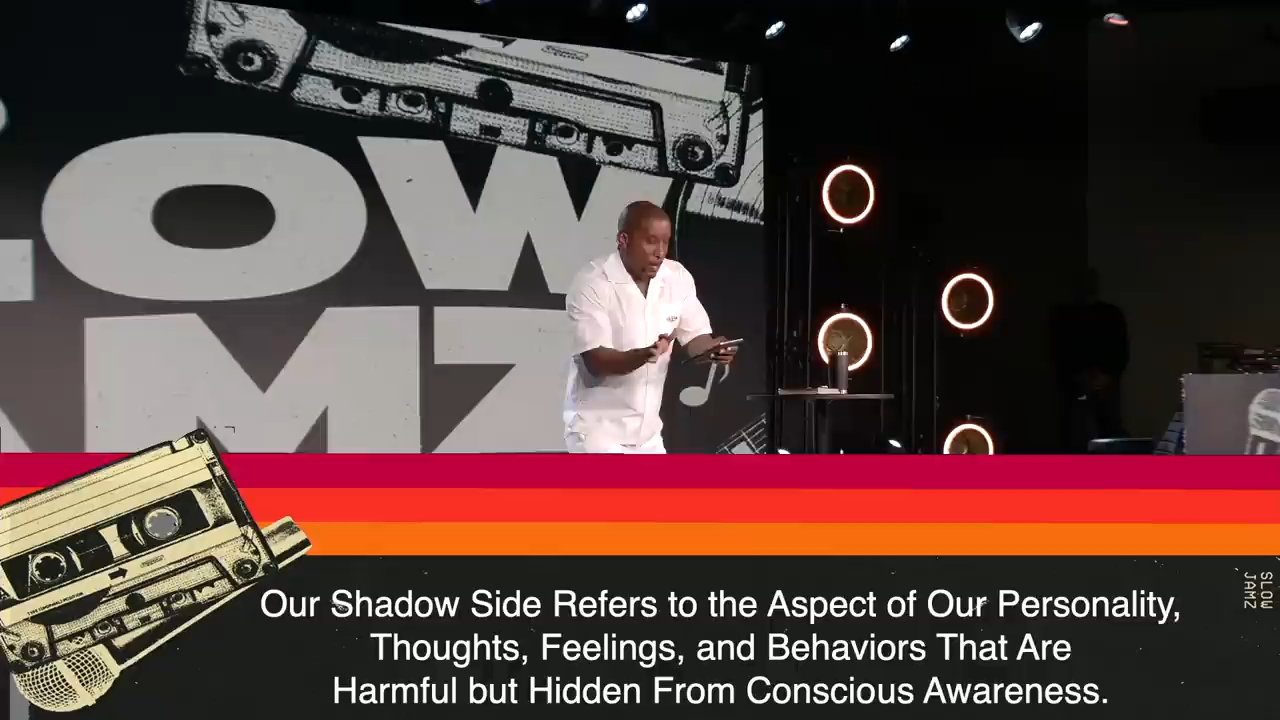 LOW
AMZ
SLOW
JAMZ
Our Shadow Side Refers to the Aspect of Our Personality,
Thoughts, Feelings, and Behaviors That Are
Harmful but Hidden From Conscious Awareness.